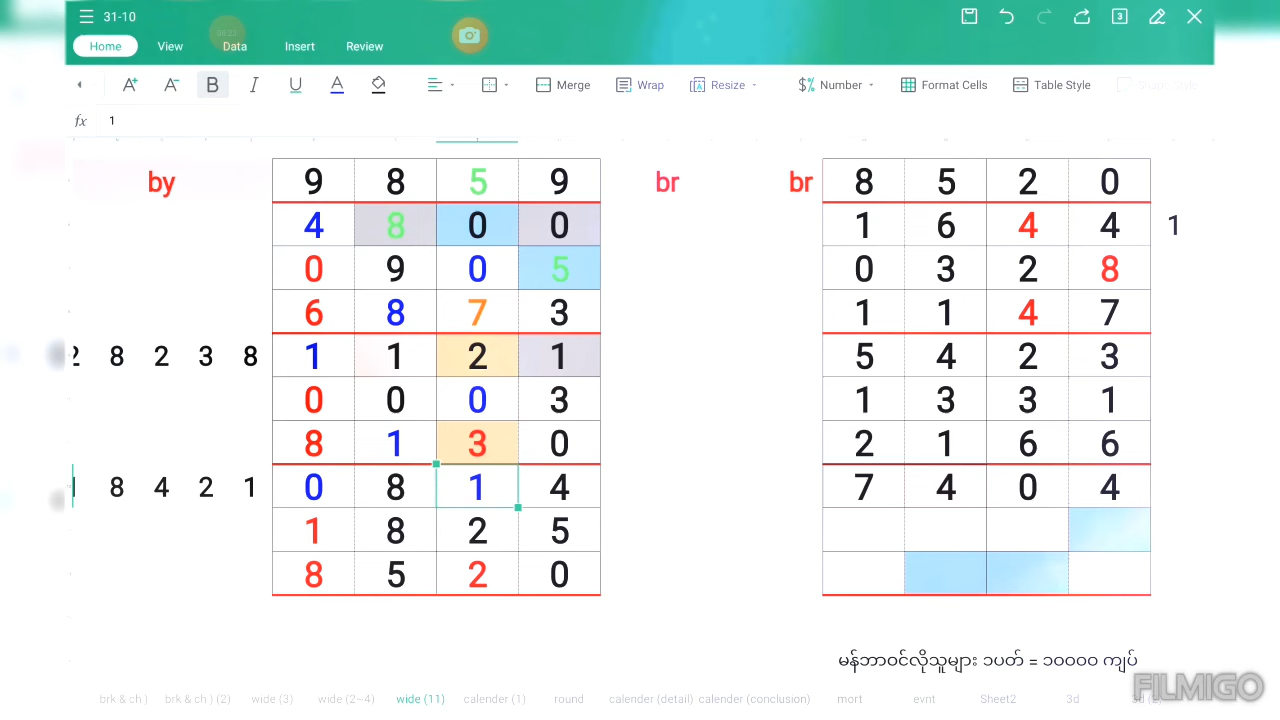 31-10
00:23
Home View Data Insert Review
A+ A- B I U A Merge Wrap Resize $% Number Format Cells Table Style
fx 1
by 9 8 5 9 br br 8 5 2 0
4 8 0 0 1 6 4 4 1
0 9 0 5 0 3 2 8
6 8 7 3 1 1 4 7
2 8 2 3 8 1 1 2 1 5 4 2 3
0 0 0 3 1 3 3 1
8 1 3 0 2 1 6 6
8 4 2 1 0 8 1 4 7 4 0 4
1 8 2 5
8 5 2 0
မန်ဘာဝင်လိုသူများ ၁ပတ် = ၁၀၀၀၀ ကျပ်
FILMIGO
brk & ch ) brk & ch ) (2) wide (3) wide (2~4) wide (11) calender (1) round calender (detail) calender (conclusion) mort evnt Sheet2 3d